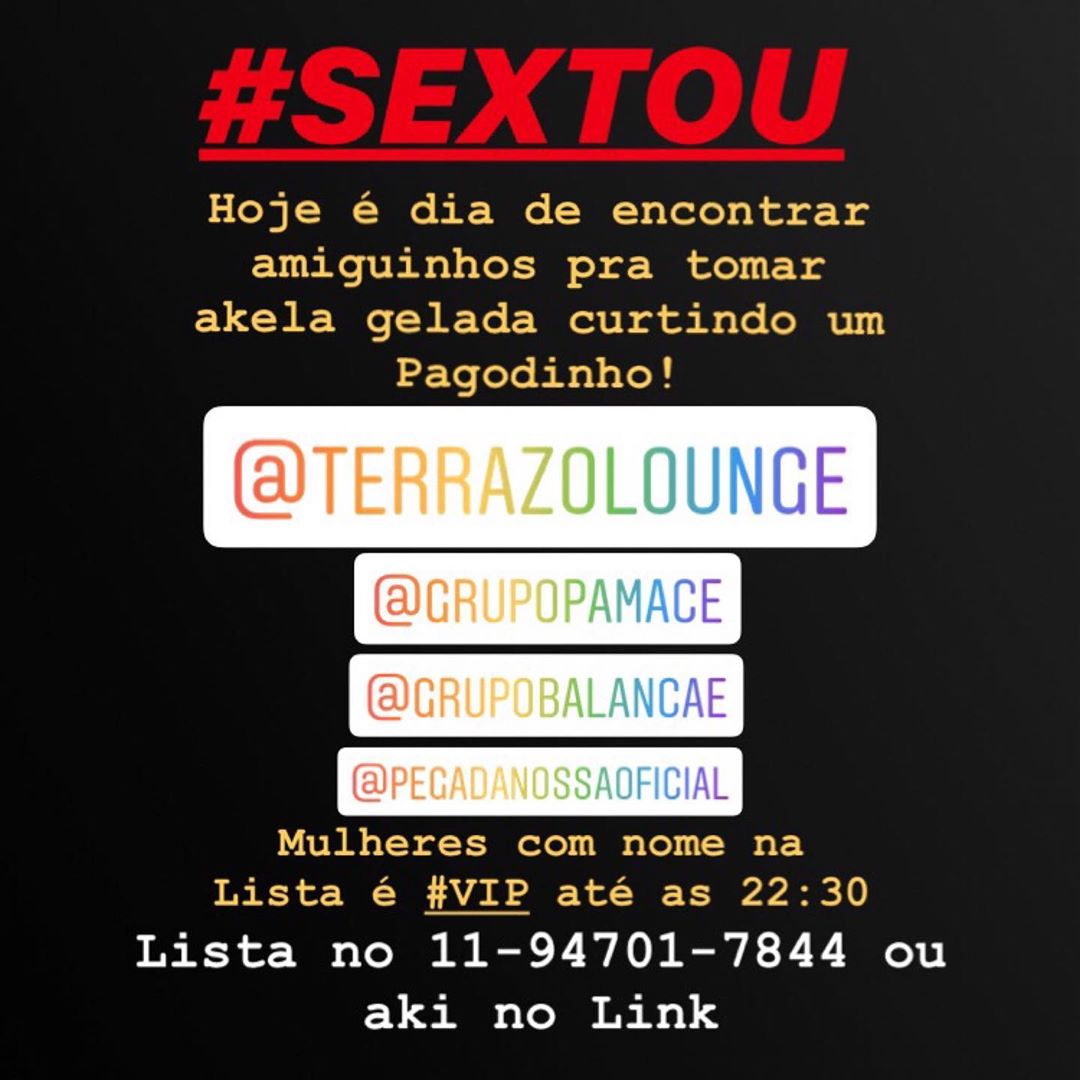 #SEXTOU
Hoje é dia de encontrar
amiguinhos pra tomar
akela gelada curtindo um
Pagodinho!
@TERRAZOLOUNGE
@GRUPOPAMACE
@GRUPOBALANCAE
@PEGADANOSSAOFICIAL
Mulheres com nome na
Lista é #VIP até as 22:30
Lista no 11-94701-7844 ou
aki no Link